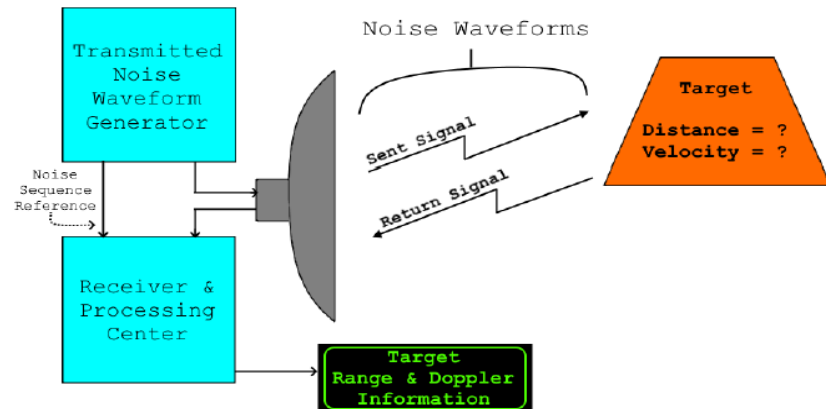 Transmitted
Noise
Waveform
Generator
Noise Waveforms
Sent Signal
Return Signal
Target
Distance = ?
Velocity = ?
Noise
Sequence
Reference
Receiver &
Processing
Center
Target
Range & Doppler
Information